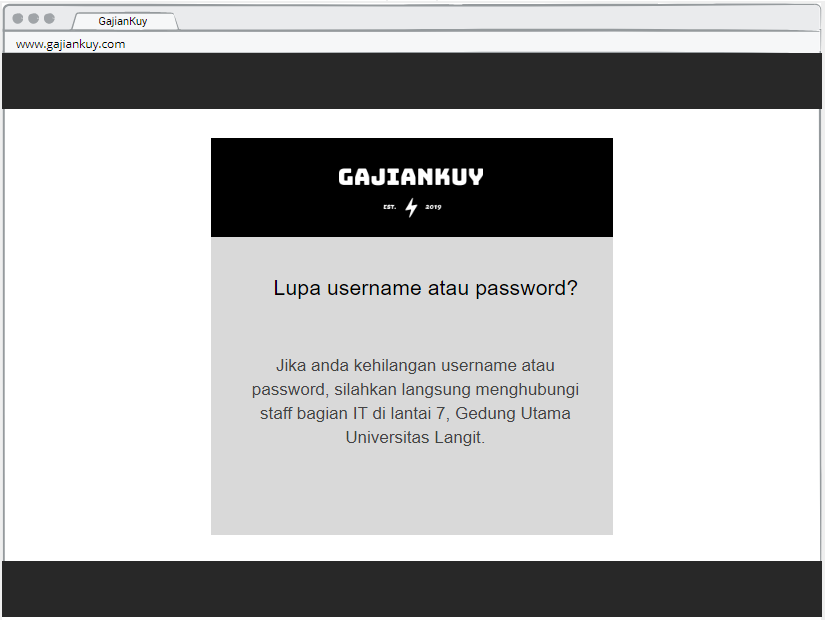 GajianKuy
www.gajiankuy.com
GAJIANKUY
EST. 2019
Lupa username atau password?
Jika anda kehilangan username atau
password, silahkan langsung menghubungi
staff bagian IT di lantai 7, Gedung Utama
Universitas Langit.